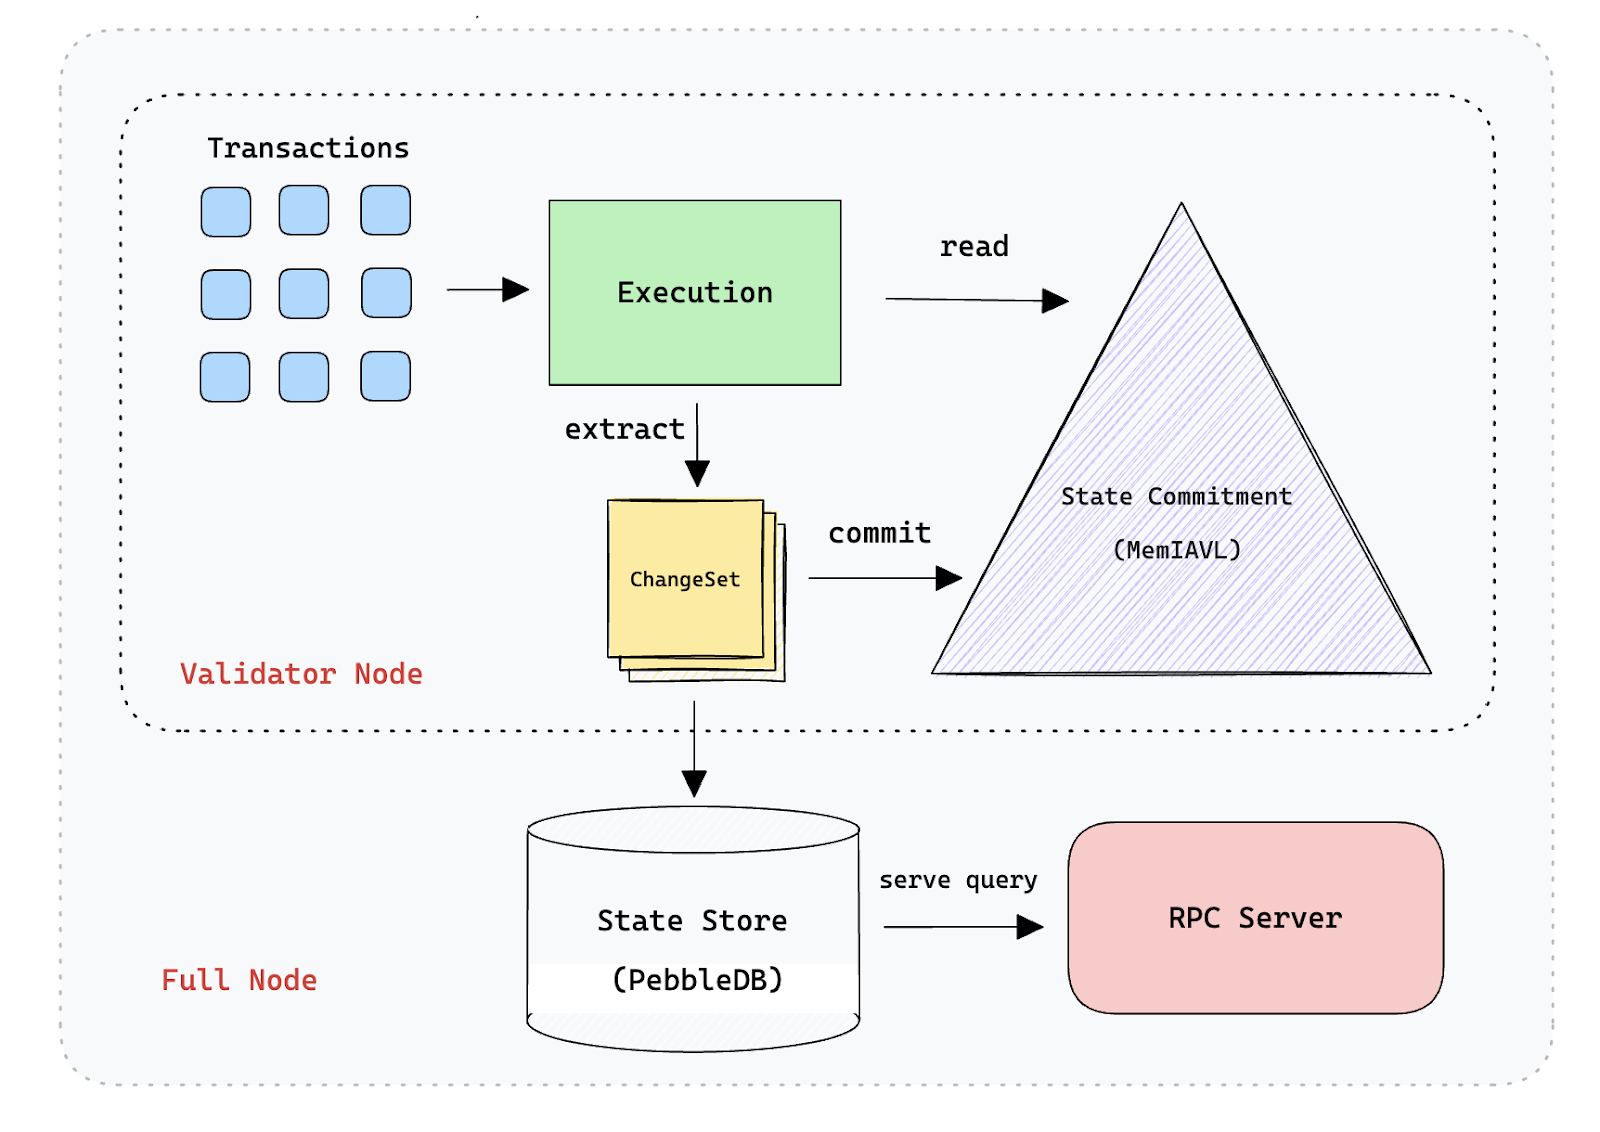 Transactions
Execution
read
extract
State Commitment
(MemIAVL)
commit
ChangeSet
Validator Node
serve query
State Store
(PebbleDB)
RPC Server
Full Node